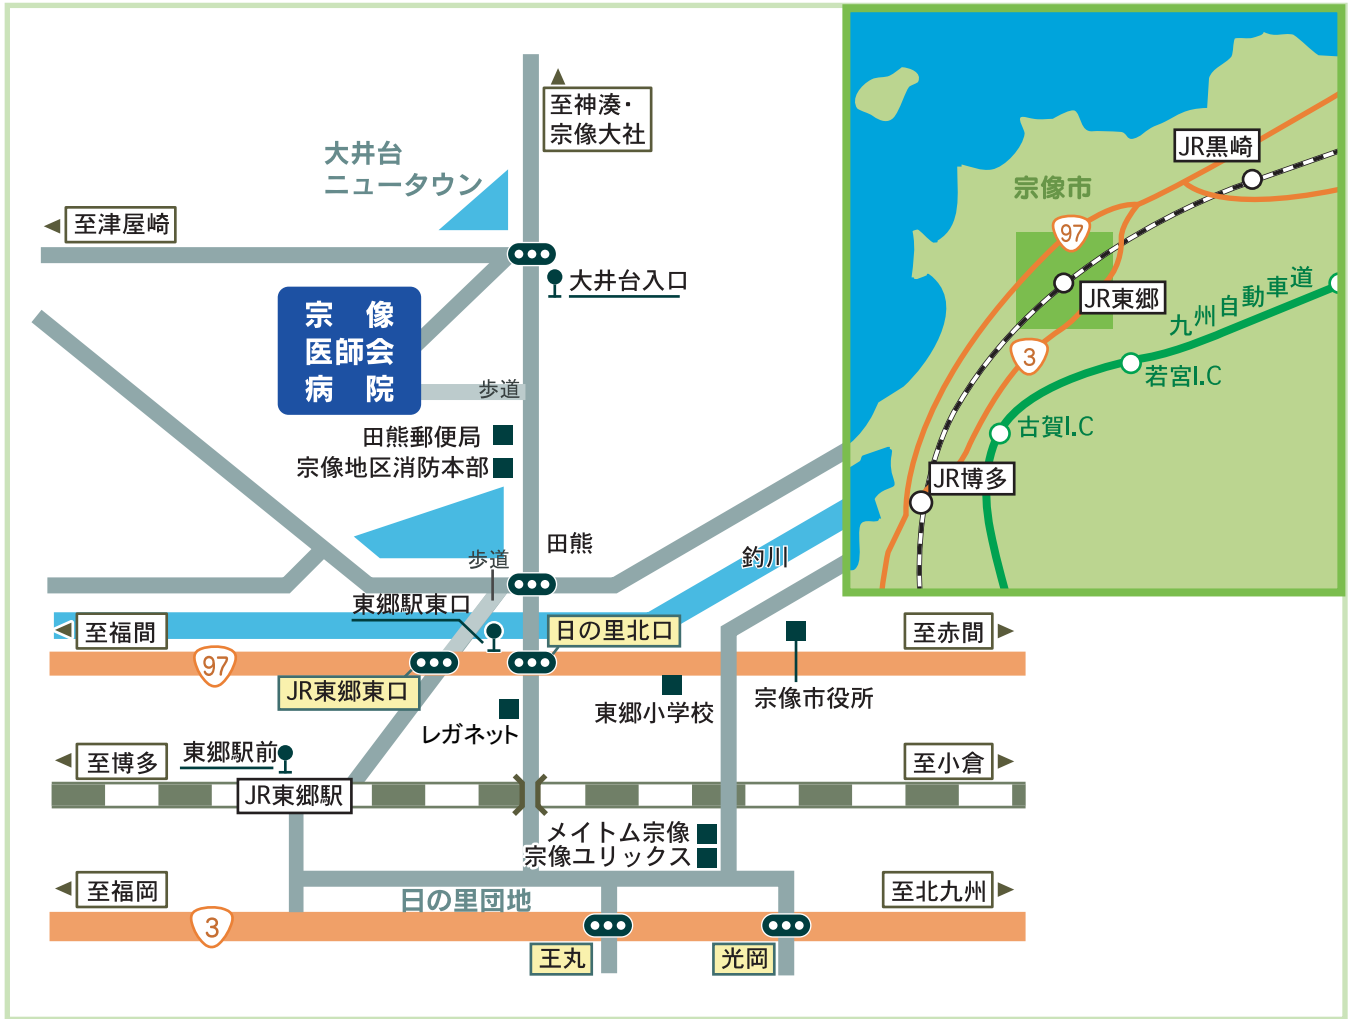 至神湊・
宗像大社
大井台
ニュータウン
至津屋崎
大井台入口
宗 像
医師会
病 院
歩道
田熊郵便局
宗像地区消防本部
田熊
歩道
釣川
東郷駅東口
至福間
日の里北口
至赤間
97
JR東郷東口
宗像市役所
東郷小学校
レガネット
東郷駅前
至博多
至小倉
JR東郷駅
メイトム宗像
宗像ユリックス
至福岡
日の里団地
至北九州
3
王丸
光岡
JR黒崎
宗像市
97
JR東郷
九州自動車道
3
若宮I.C
古賀I.C
JR博多